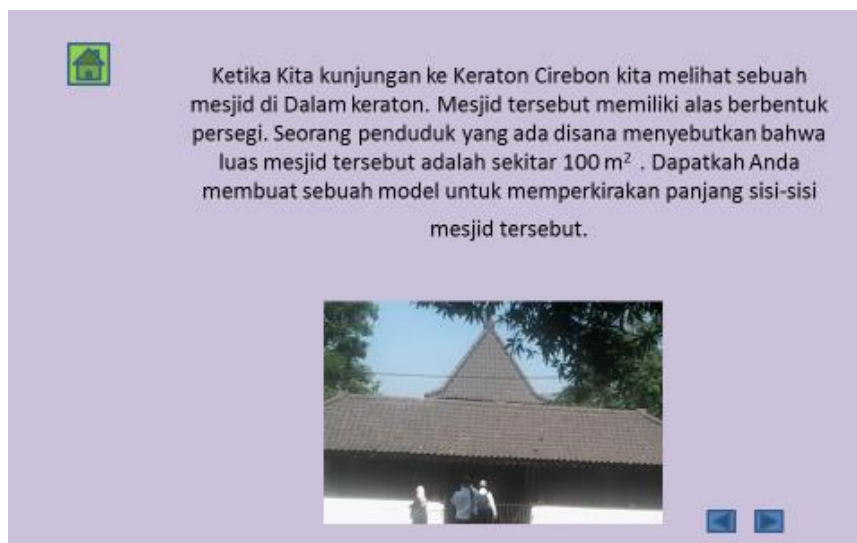 Ketika Kita kunjungan ke Keraton Cirebon kita melihat sebuah
mesjid di Dalam keraton. Mesjid tersebut memiliki alas berbentuk
persegi. Seorang penduduk yang ada disana menyebutkan bahwa
luas mesjid tersebut adalah sekitar 100 m² . Dapatkah Anda
membuat sebuah model untuk memperkirakan panjang sisi-sisi
mesjid tersebut.